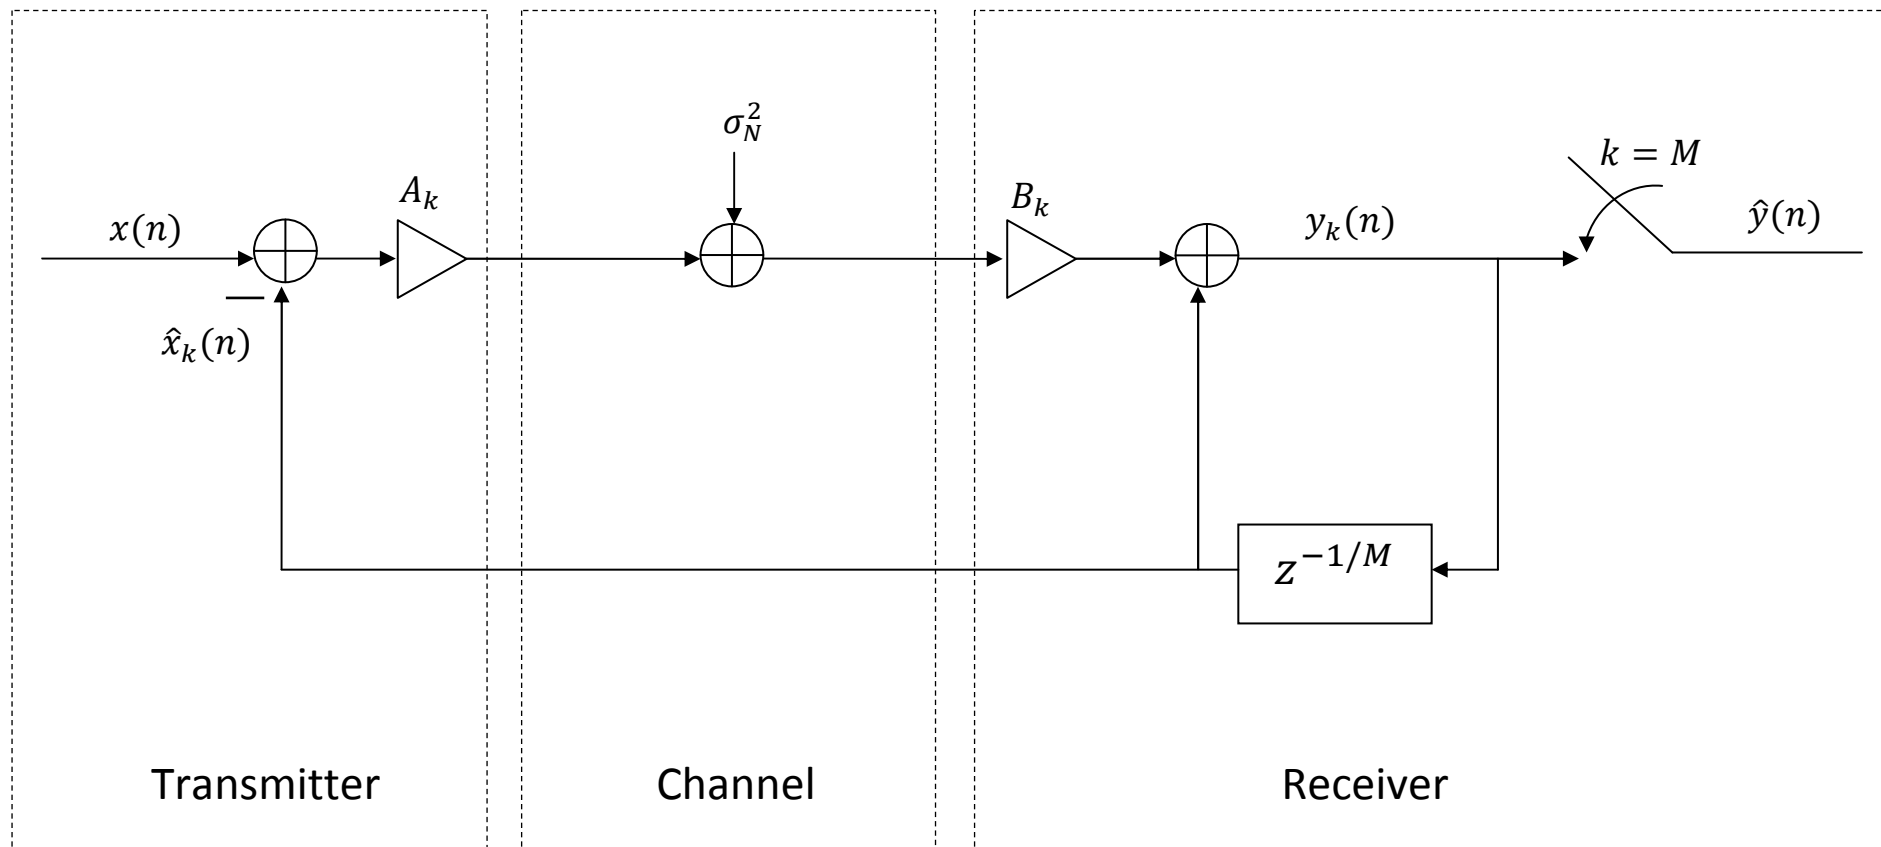 σ_N^2
k = M
A_k
B_k
x(n)
y_k(n)
ŷ(n)
—
x̂_k(n)
z^{-1/M}
Transmitter
Channel
Receiver